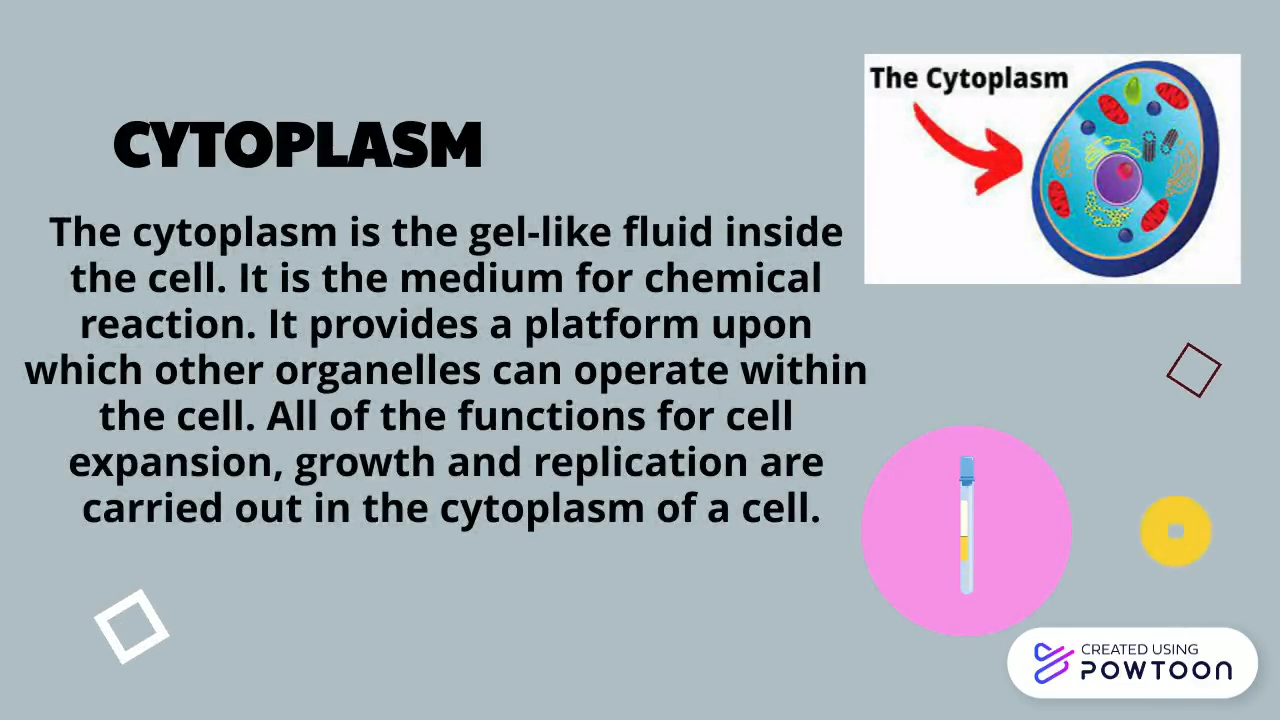 CYTOPLASM
The cytoplasm is the gel-like fluid inside
the cell. It is the medium for chemical
reaction. It provides a platform upon
which other organelles can operate within
the cell. All of the functions for cell
expansion, growth and replication are
carried out in the cytoplasm of a cell.
The Cytoplasm
CREATED USING
POWTOON